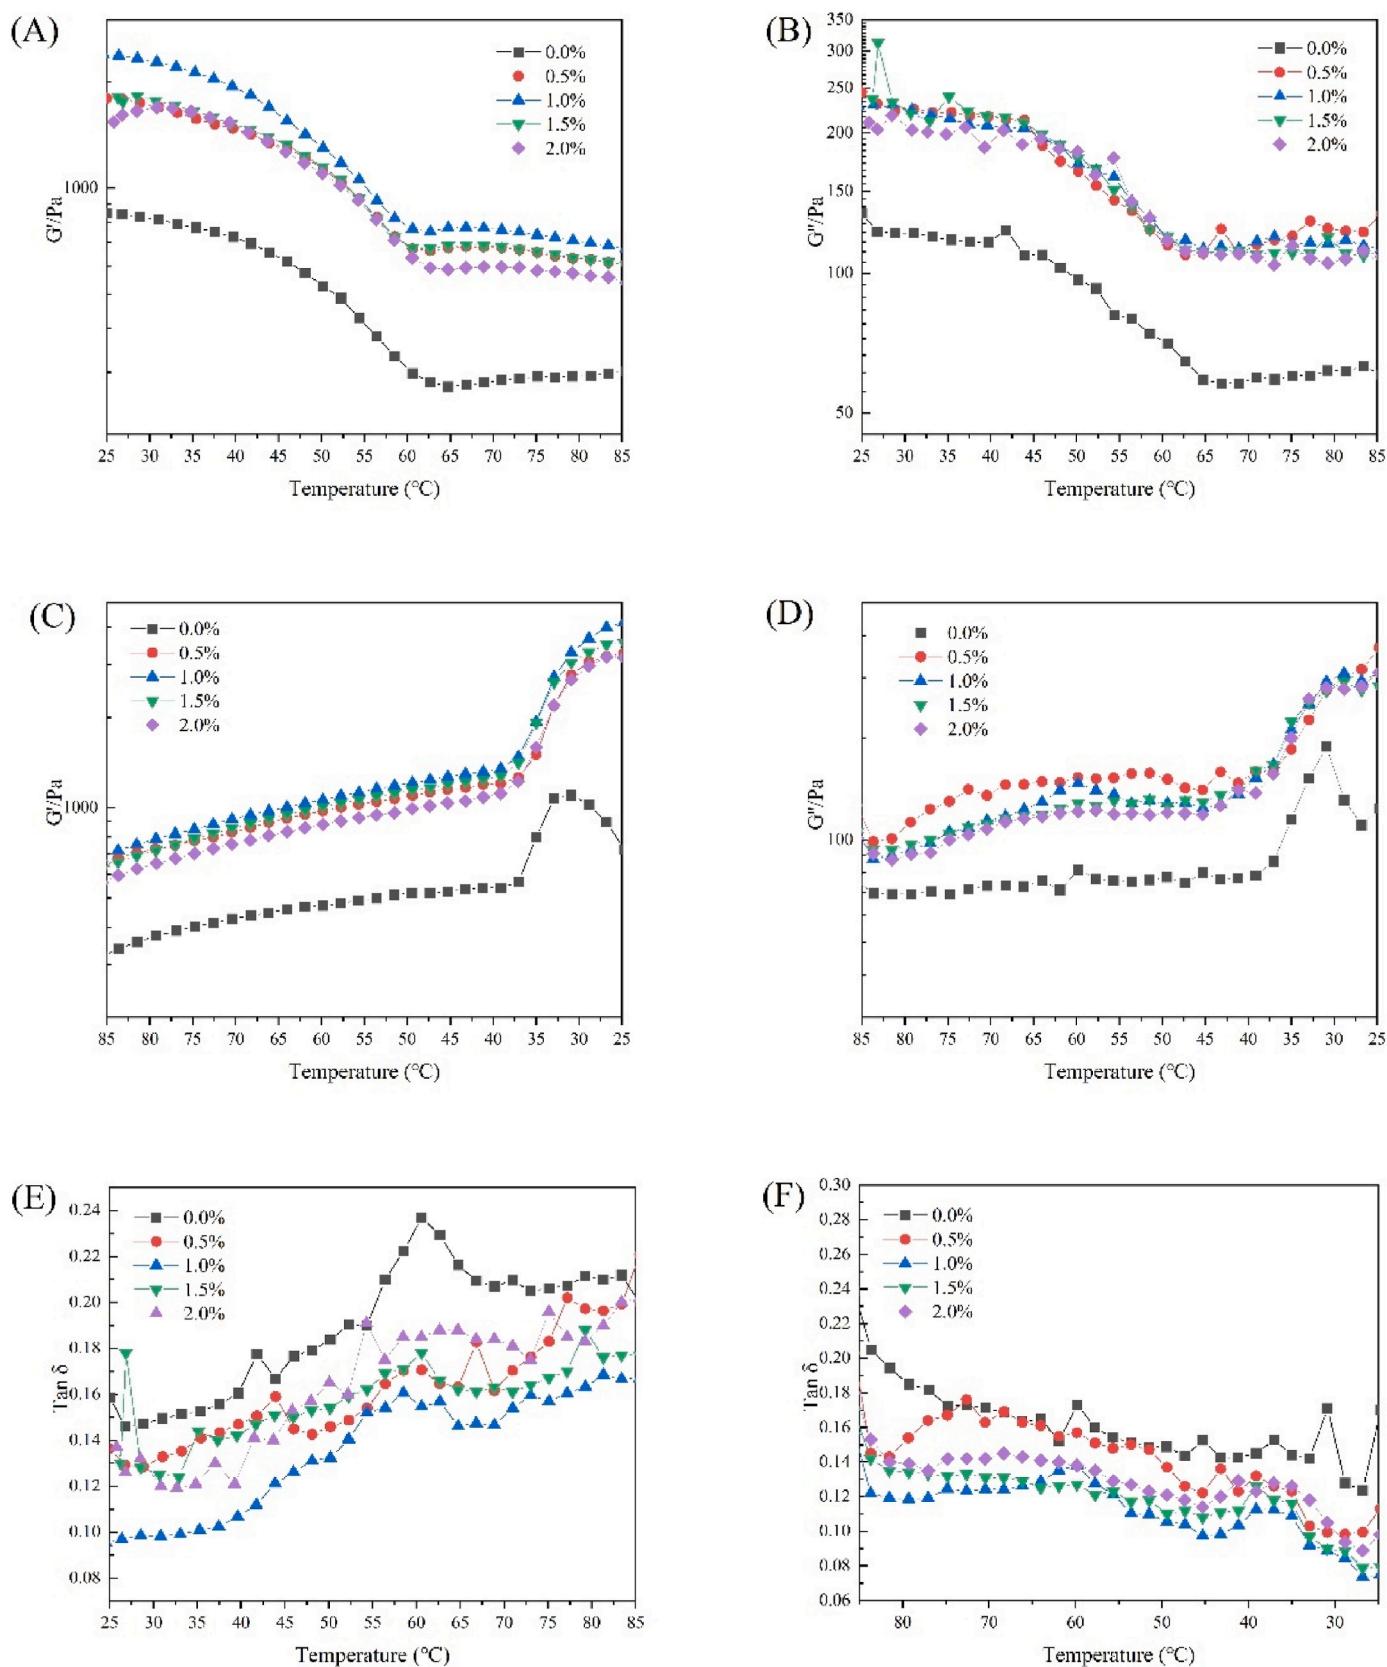 (A)
0.0%
0.5%
1.0%
1.5%
2.0%
1000
G'/Pa
25 30 35 40 45 50 55 60 65 70 75 80 85
Temperature (°C)
(B)
350
300
250
200
150
100
50
0.0%
0.5%
1.0%
1.5%
2.0%
G''/Pa
25 30 35 40 45 50 55 60 65 70 75 80 85
Temperature (°C)
(C)
0.0%
0.5%
1.0%
1.5%
2.0%
1000
G'/Pa
85 85 75 70 65 60 55 50 45 45 35 30 25
Temperature (°C)
(D)
0.0%
0.5%
1.0%
1.5%
2.0%
100
G''/Pa
85 80 75 70 65 60 55 50 45 40 35 30 25
Temperature (°C)
(E)
0.24
0.22
0.20
0.18
0.16
0.14
0.12
0.10
0.08
0.0%
0.5%
1.0%
1.5%
2.0%
Tan δ
25 30 35 40 45 50 55 60 65 70 75 80 85
Temperature (°C)
(F)
0.30
0.28
0.26
0.24
0.22
0.20
0.18
0.16
0.14
0.12
0.10
0.08
0.06
0.0%
0.5%
1.0%
1.5%
2.0%
Tan δ
80 70 60 50 40 30
Temperature (°C)